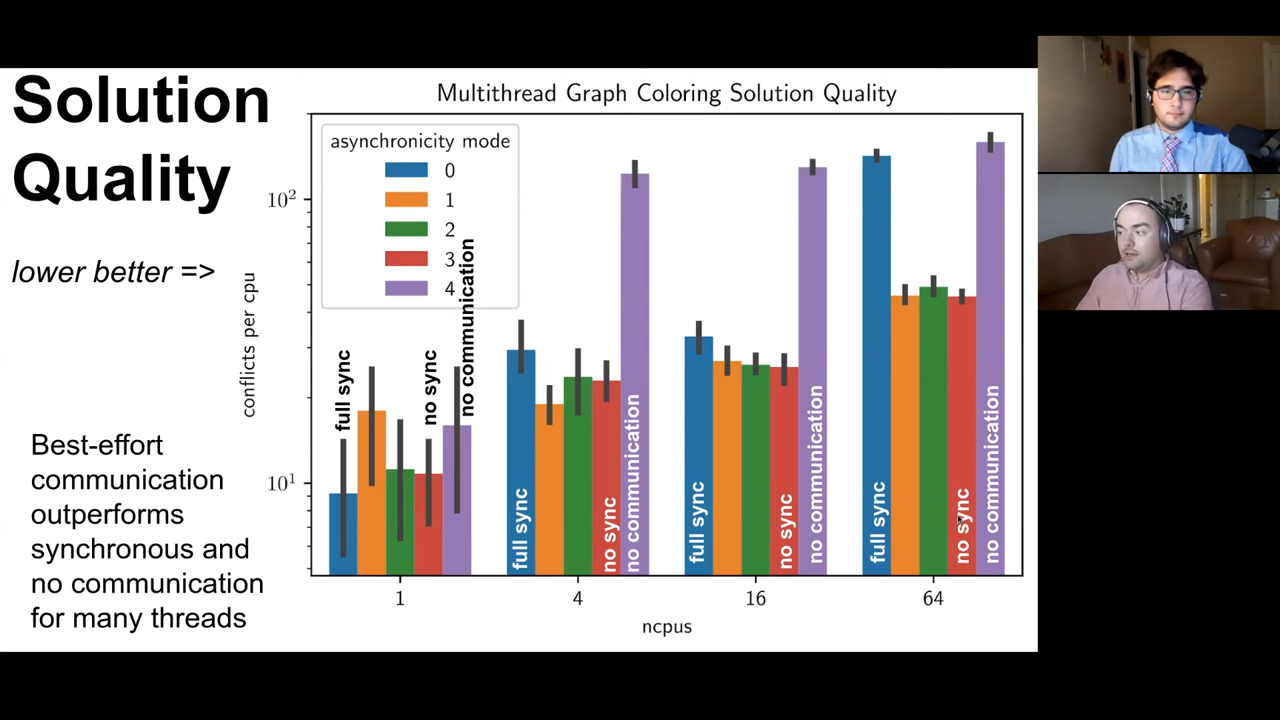 Solution
Quality
lower better =>
Best-effort
communication
outperforms
synchronous and
no communication
for many threads
Multithread Graph Coloring Solution Quality
asynchronicity mode
0
1
2
3
4
conflicts per cpu
10²
10¹
full sync
no sync
no communication
full sync
no sync
no communication
full sync
no sync
no communication
full sync
no sync
no communication
1
4
16
64
ncpus